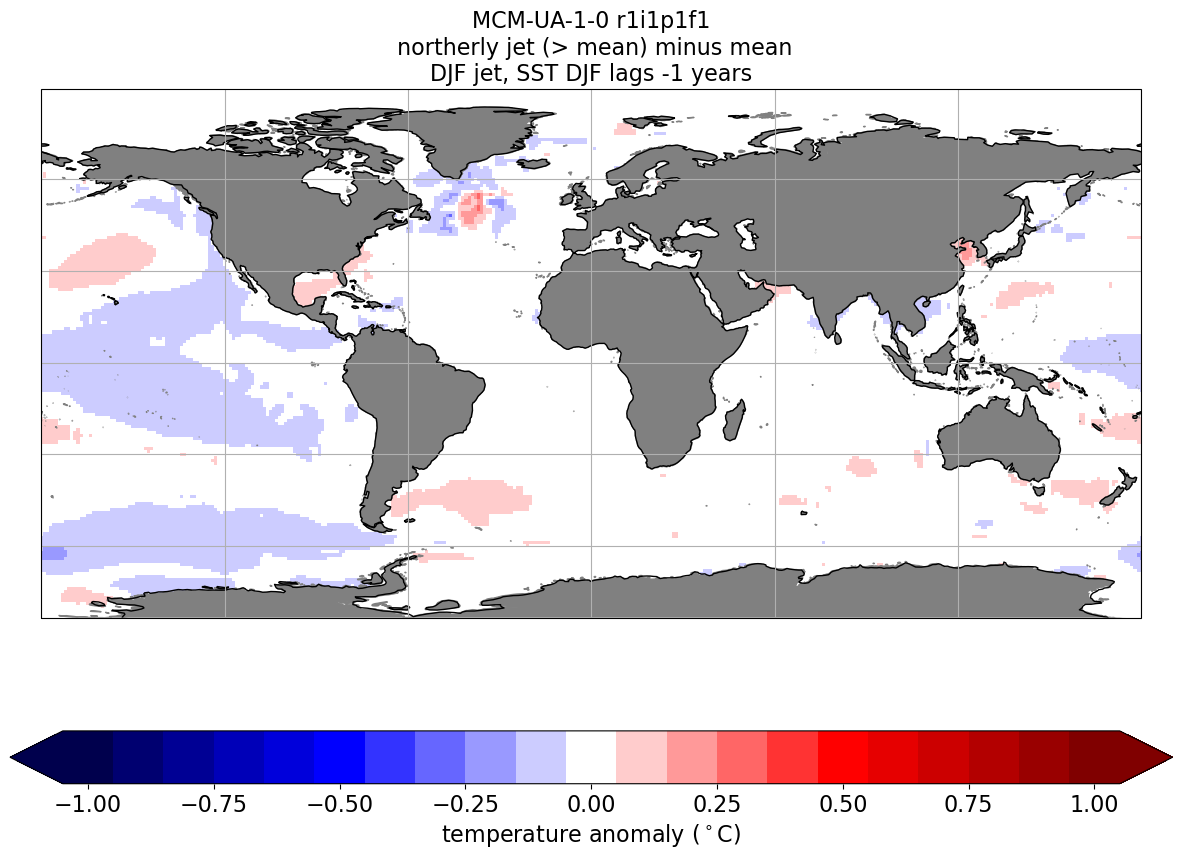 MCM-UA-1-0 r1i1p1f1
northerly jet (> mean) minus mean
DJF jet, SST DJF lags -1 years
−1.00 −0.75 −0.50 −0.25 0.00 0.25 0.50 0.75 1.00
temperature anomaly (∘C)